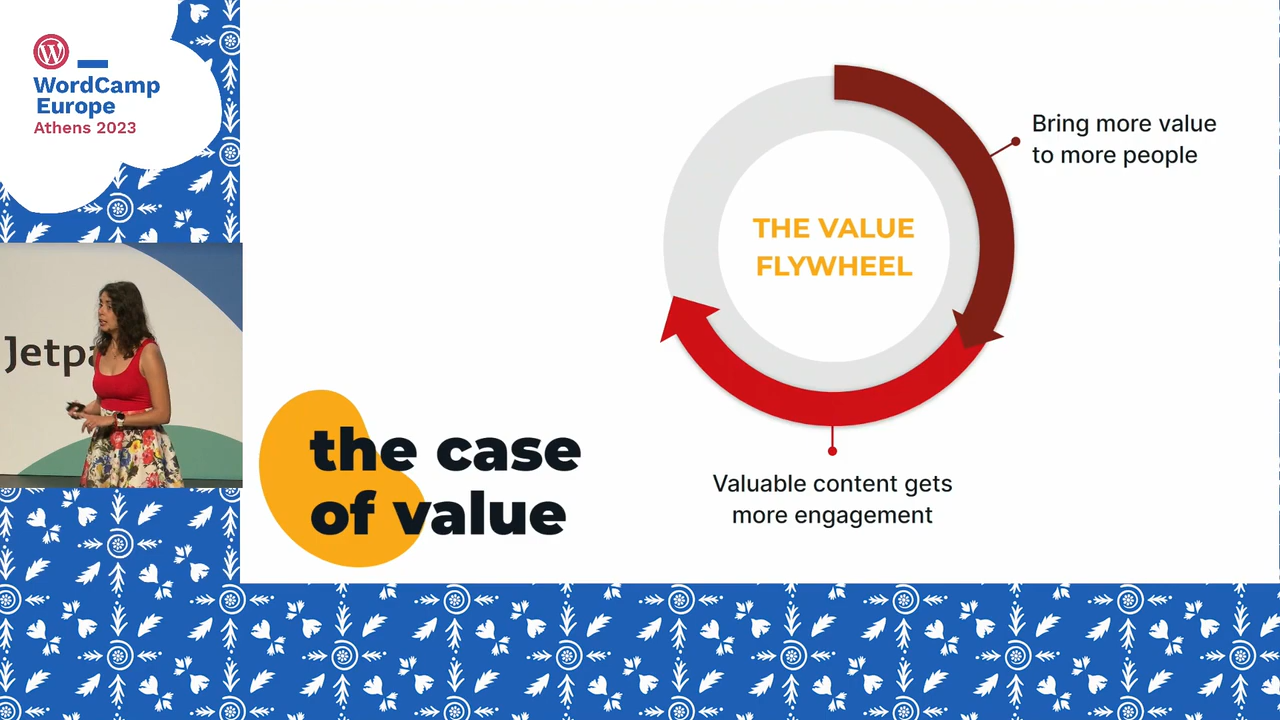 WordCamp
Europe
Athens 2023
Jetpa
THE VALUE
FLYWHEEL
Bring more value
to more people
Valuable content gets
more engagement
the case
of value